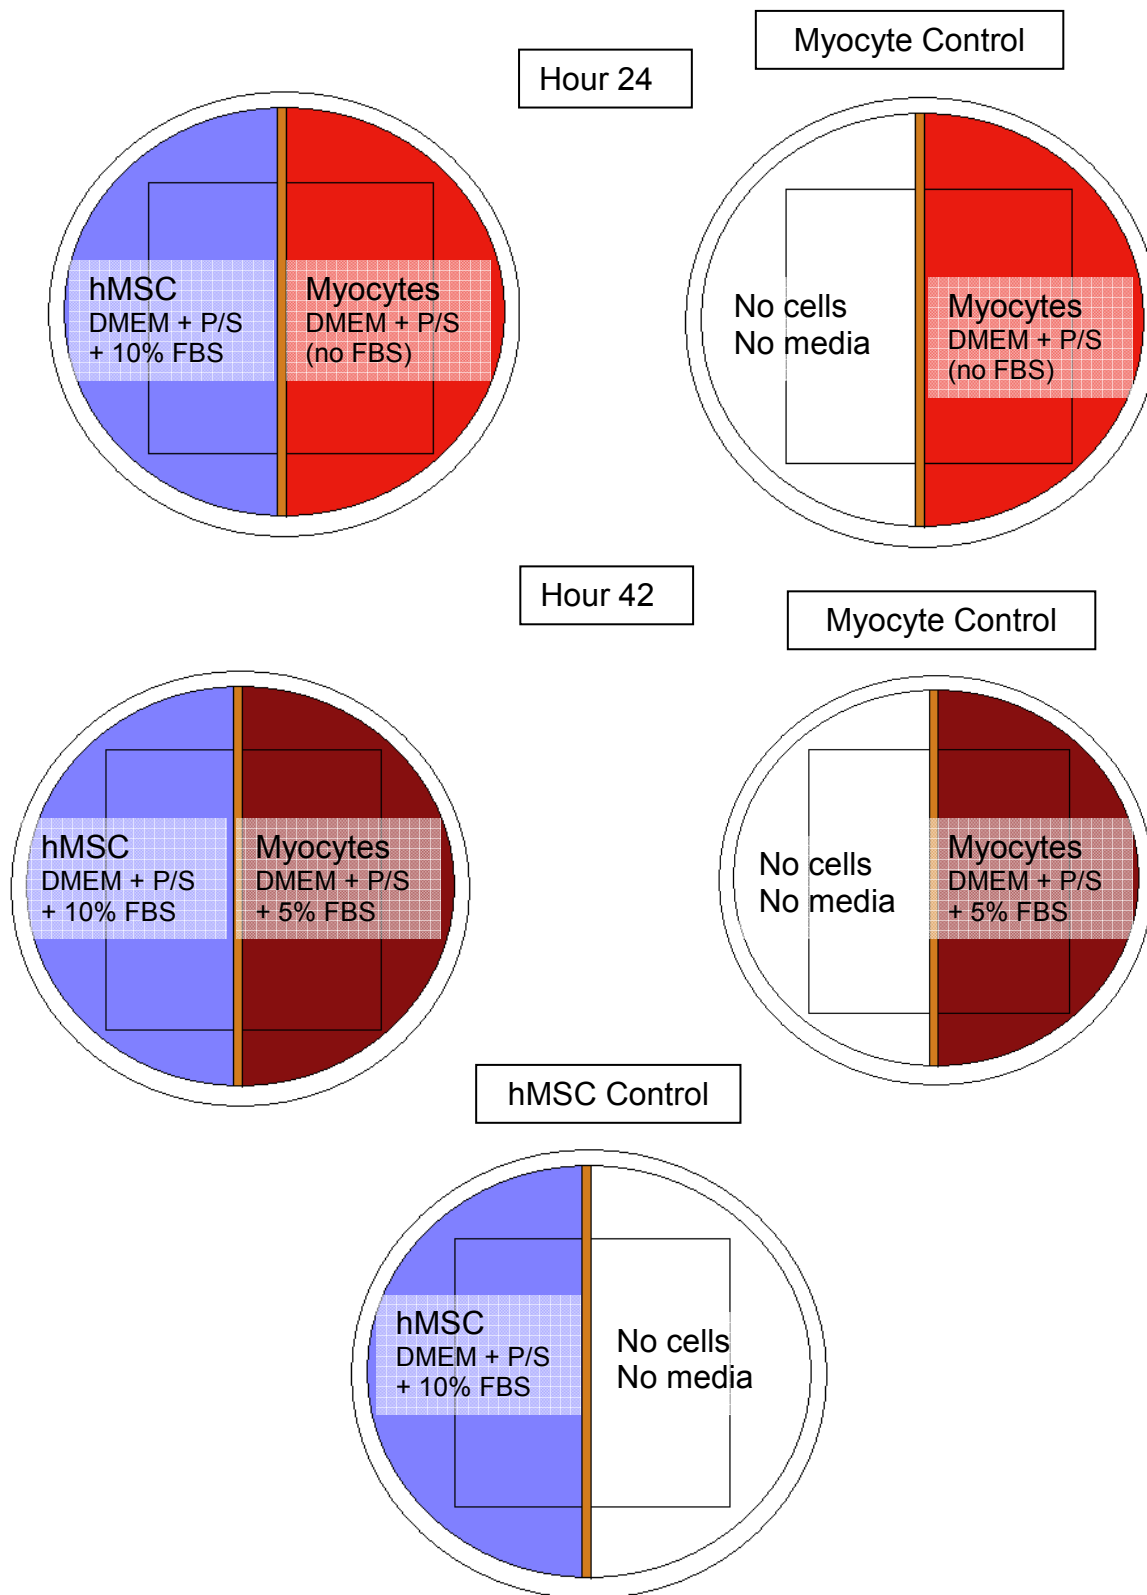 Hour 24
Myocyte Control
hMSC
DMEM + P/S
+ 10% FBS
Myocytes
DMEM + P/S
(no FBS)
No cells
No media
Myocytes
DMEM + P/S
(no FBS)
Hour 42
Myocyte Control
hMSC
DMEM + P/S
+ 10% FBS
Myocytes
DMEM + P/S
+ 5% FBS
No cells
No media
Myocytes
DMEM + P/S
+ 5% FBS
hMSC Control
hMSC
DMEM + P/S
+ 10% FBS
No cells
No media